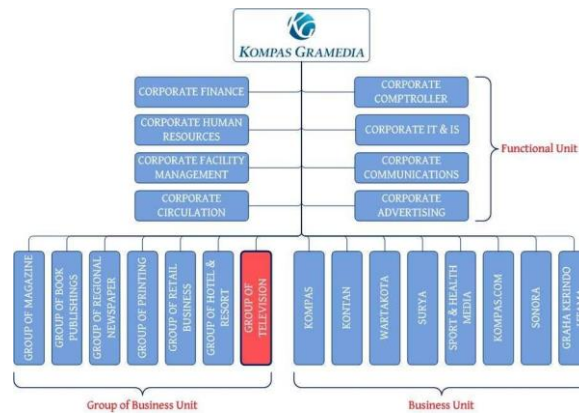 KG
KOMPAS GRAMEDIA
CORPORATE FINANCE
CORPORATE
COMPTROLLER
CORPORATE HUMAN
RESOURCES
CORPORATE IT & IS
CORPORATE FACILITY
MANAGEMENT
CORPORATE
COMMUNICATIONS
CORPORATE
CIRCULATION
CORPORATE
ADVERTISING
Functional Unit
GROUP OF MAGAZINE
GROUP OF BOOK
PUBLISHINGS
GROUP OF REGIONAL
NEWSPAPER
GROUP OF PRINTING
GROUP OF RETAIL
BUSINESS
GROUP OF HOTEL &
RESORT
GROUP OF
TELEVISION
KOMPAS
KONTAN
WARTAKOTA
SURYA
SPORT & HEALTH
MEDIA
KOMPAS.COM
SONORA
GRAHA KERINDO
Group of Business Unit
Business Unit